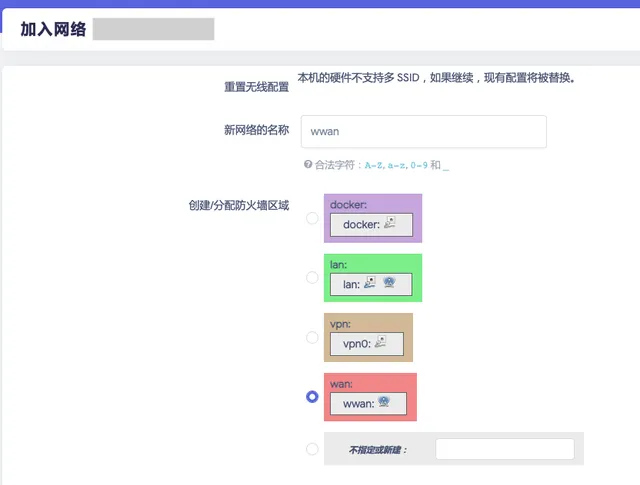 加入网络
重置无线配置 本机的硬件不支持多 SSID，如果继续，现有配置将被替换。
新网络的名称 wwan
合法字符：A-Z, a-z, 0-9 和 _
创建/分配防火墙区域
docker:
docker:
lan:
lan:
vpn:
vpn0:
wan:
wwan:
不指定或新建：